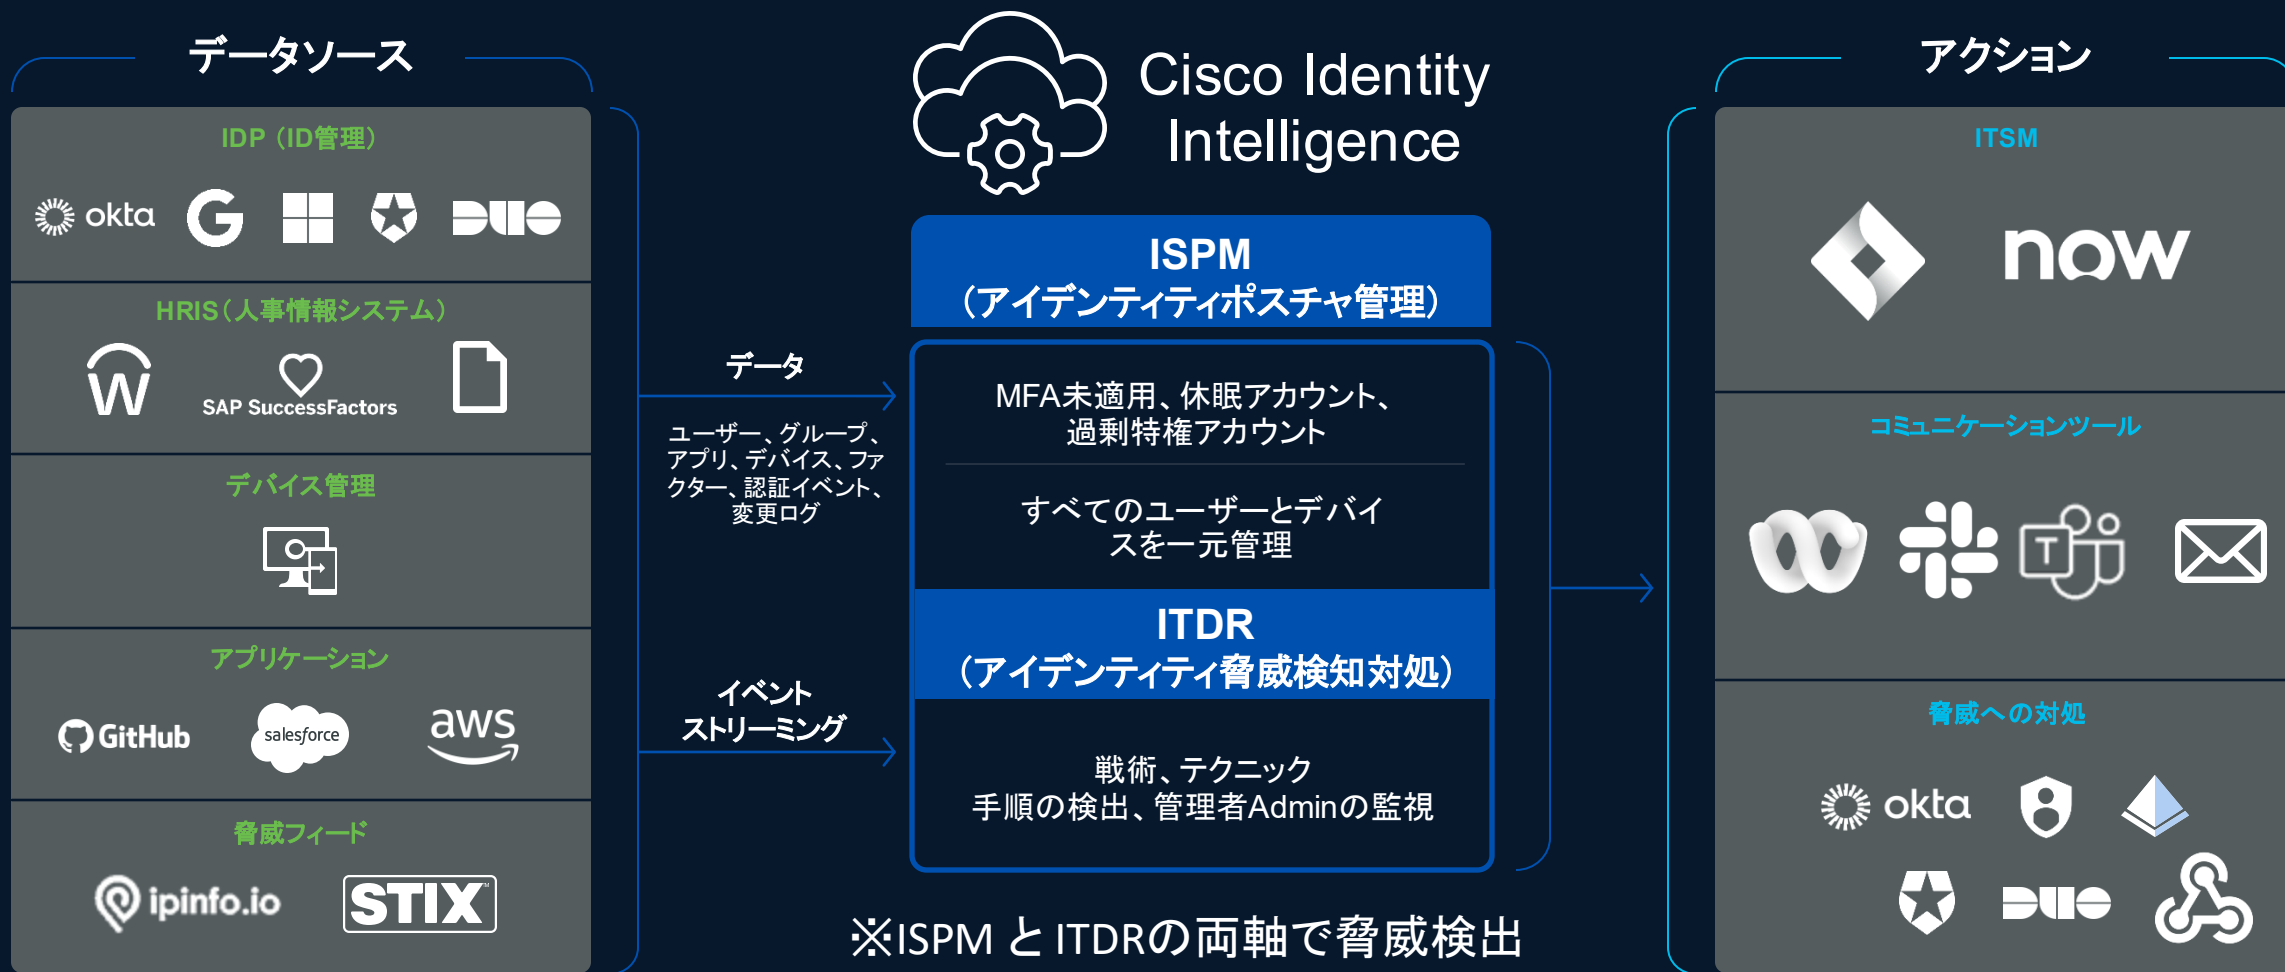 データソース
IDP（ID管理）
okta
DUO
HRIS（人事情報システム）
SAP SuccessFactors
デバイス管理
アプリケーション
GitHub
salesforce
aws
脅威フィード
ipinfo.io
STIX
データ
ユーザー、グループ、
アプリ、デバイス、ファ
クター、認証イベント、
変更ログ
イベント
ストリーミング
Cisco Identity
Intelligence
ISPM
（アイデンティティポスチャ管理）
MFA未適用、休眠アカウント、
過剰特権アカウント
すべてのユーザーとデバイ
スを一元管理
ITDR
（アイデンティティ脅威検知対処）
戦術、テクニック
手順の検出、管理者Adminの監視
※ISPM と ITDRの両軸で脅威検出
アクション
ITSM
now
コミュニケーションツール
T
脅威への対処
okta
DUO